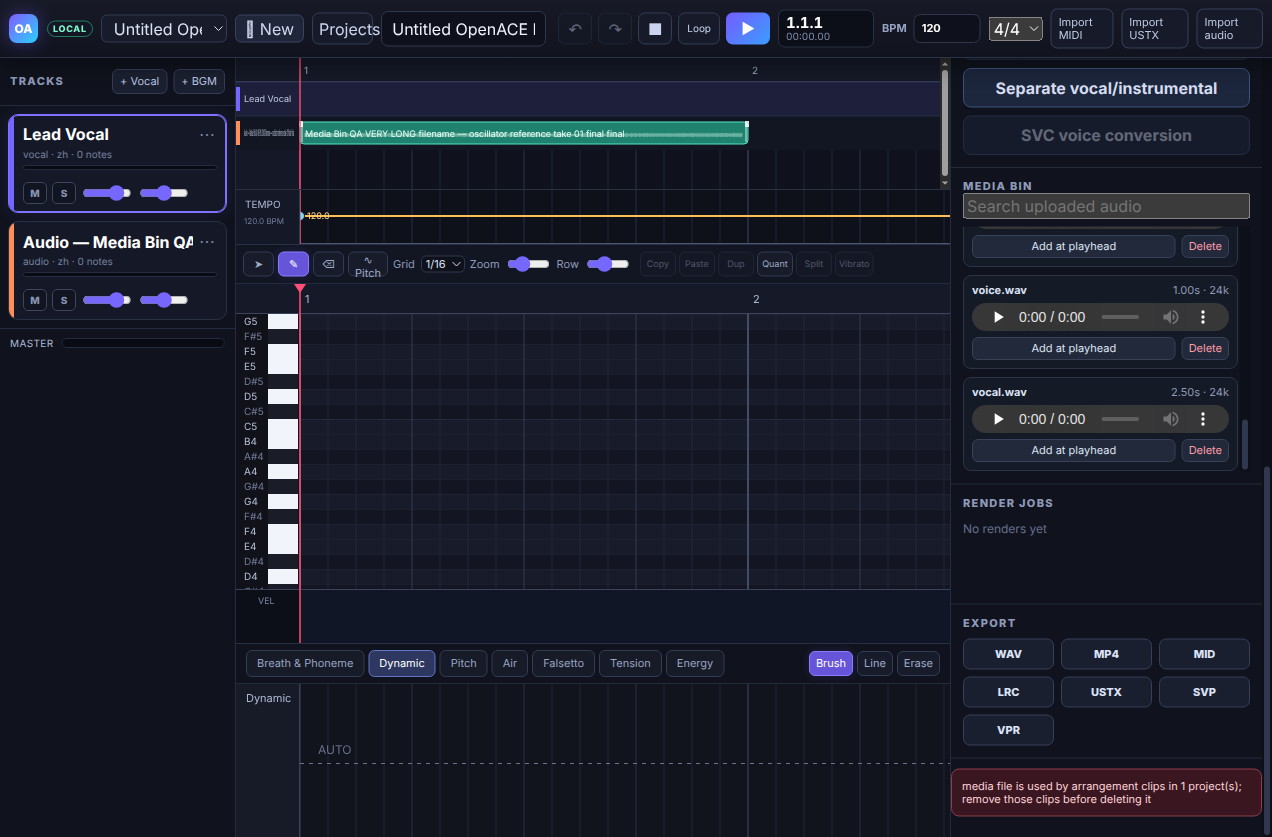 OA
LOCAL
Untitled Ope
New
Projects
Untitled OpenACE
Loop
1.1.1
00:00.00
BPM
120
4/4
Import MIDI
Import USTX
Import audio
TRACKS
+ Vocal
+ BGM
Lead Vocal
vocal · zh · 0 notes
M
S
Audio — Media Bin QA
audio · zh · 0 notes
M
S
MASTER
1
2
Lead Vocal
Media Bin QA VERY LONG filename — oscillator reference take 01 final final
TEMPO
120.0 BPM
120.0
Pitch
Grid
1/16
Zoom
Row
Copy
Paste
Dup
Quant
Split
Vibrato
1
2
G5
F#5
F5
E5
D#5
D5
C#5
C5
B4
A#4
A4
G#4
G4
F#4
F4
E4
D#4
D4
VEL
Breath & Phoneme
Dynamic
Pitch
Air
Falsetto
Tension
Energy
Brush
Line
Erase
Dynamic
AUTO
Separate vocal/instrumental
SVC voice conversion
MEDIA BIN
Search uploaded audio
Add at playhead
Delete
voice.wav
1.00s · 24k
0:00 / 0:00
Add at playhead
Delete
vocal.wav
2.50s · 24k
0:00 / 0:00
Add at playhead
Delete
RENDER JOBS
No renders yet
EXPORT
WAV
MP4
MID
LRC
USTX
SVP
VPR
media file is used by arrangement clips in 1 project(s);
remove those clips before deleting it